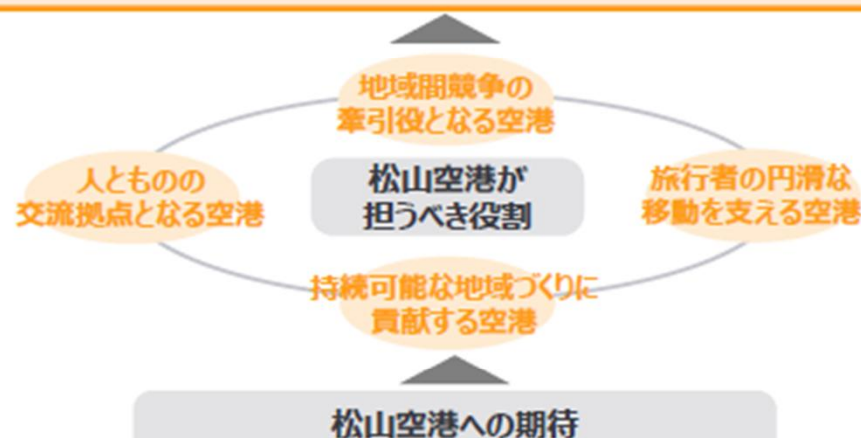 地域間競争の
牽引役となる空港
人とものの
交流拠点となる空港
松山空港が
担うべき役割
旅行者の円滑な
移動を支える空港
持続可能な地域づくりに
貢献する空港
松山空港への期待